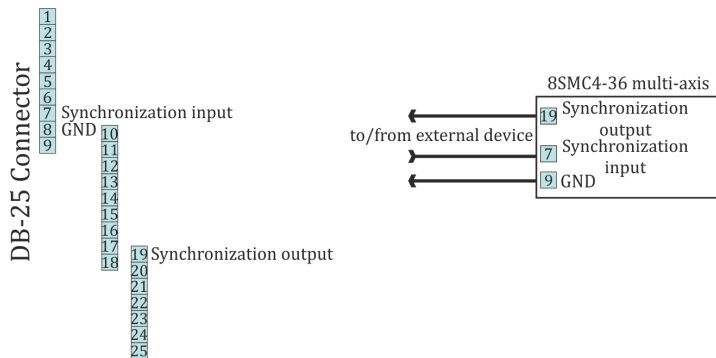 DB-25 Connector
1
2
3
4
5
6
7 Synchronization input
8 GND
9
10
11
12
13
14
15
16
17
18
19 Synchronization output
20
21
22
23
24
25
8SMC4-36 multi-axis
to/from external device
19 Synchronization
output
7 Synchronization
input
9 GND